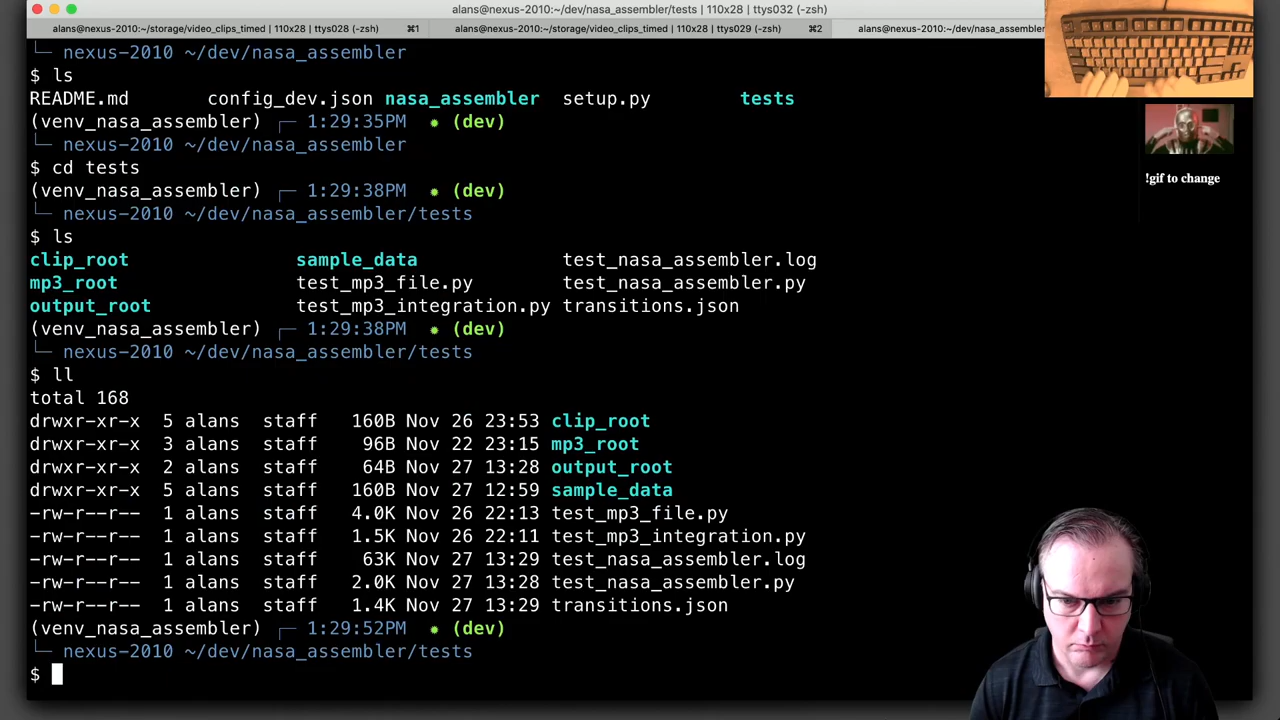 alans@nexus-2010:~/dev/nasa_assembler/tests | 110x28 | ttys032 (-zsh)
alans@nexus-2010:~/storage/video_clips_timed | 110x28 | ttys028 (-zsh) ⌘1 alans@nexus-2010:~/storage/video_clips_timed | 110x28 | ttys029 (-zsh) ⌘2 alans@nexus-2010:~/dev/nasa_assembler
└─ nexus-2010 ~/dev/nasa_assembler
$ ls
README.md config_dev.json nasa_assembler setup.py tests
(venv_nasa_assembler) ┌─ 1:29:35PM ✹ (dev)
└─ nexus-2010 ~/dev/nasa_assembler
$ cd tests
(venv_nasa_assembler) ┌─ 1:29:38PM ✹ (dev)
└─ nexus-2010 ~/dev/nasa_assembler/tests
$ ls
clip_root sample_data test_nasa_assembler.log
mp3_root test_mp3_file.py test_nasa_assembler.py
output_root test_mp3_integration.py transitions.json
(venv_nasa_assembler) ┌─ 1:29:38PM ✹ (dev)
└─ nexus-2010 ~/dev/nasa_assembler/tests
$ ll
total 168
drwxr-xr-x 5 alans staff 160B Nov 26 23:53 clip_root
drwxr-xr-x 3 alans staff 96B Nov 22 23:15 mp3_root
drwxr-xr-x 2 alans staff 64B Nov 27 13:28 output_root
drwxr-xr-x 5 alans staff 160B Nov 27 12:59 sample_data
-rw-r--r-- 1 alans staff 4.0K Nov 26 22:13 test_mp3_file.py
-rw-r--r-- 1 alans staff 1.5K Nov 26 22:11 test_mp3_integration.py
-rw-r--r-- 1 alans staff 63K Nov 27 13:29 test_nasa_assembler.log
-rw-r--r-- 1 alans staff 2.0K Nov 27 13:28 test_nasa_assembler.py
-rw-r--r-- 1 alans staff 1.4K Nov 27 13:29 transitions.json
(venv_nasa_assembler) ┌─ 1:29:52PM ✹ (dev)
└─ nexus-2010 ~/dev/nasa_assembler/tests
$
!gif to change